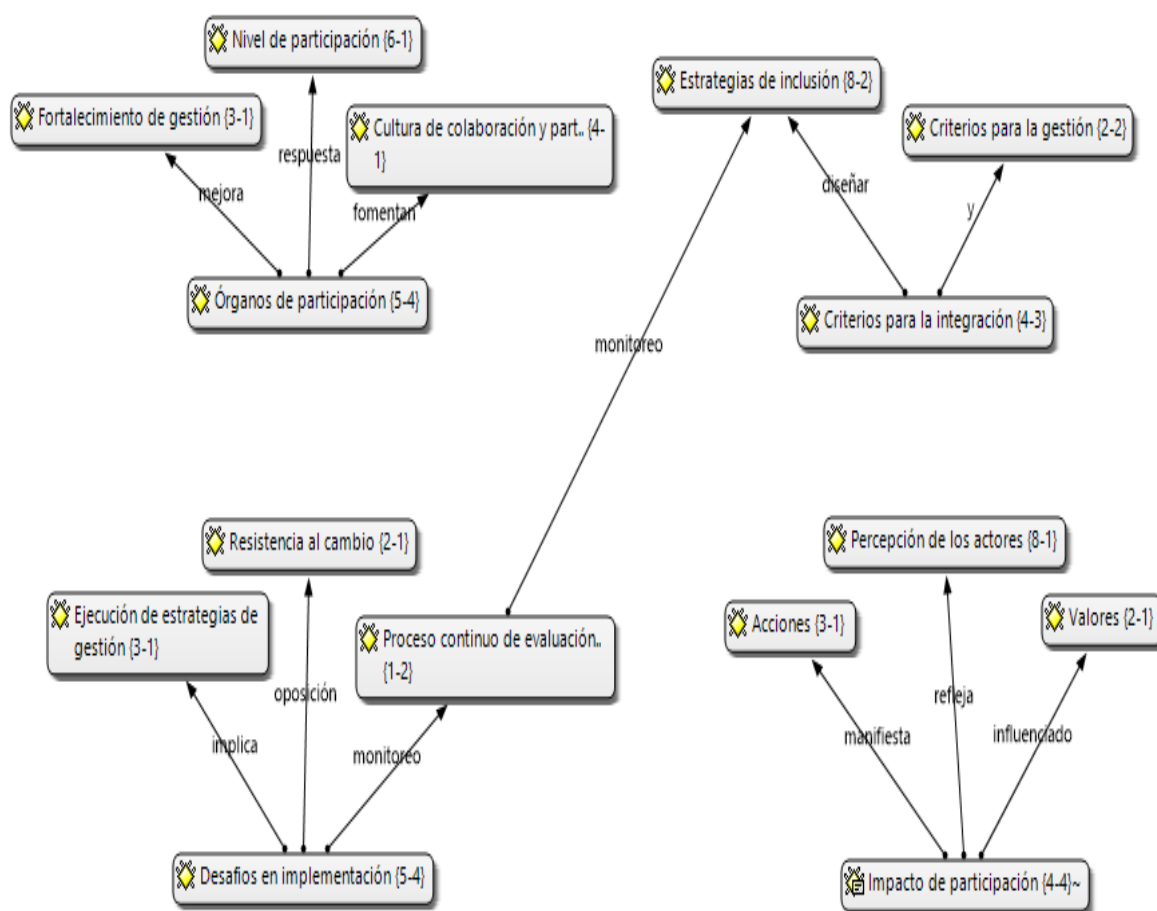 Nivel de participación {6-1}
Fortalecimiento de gestión {3-1}
Cultura de colaboración y part.. {4-
1}
respuesta
mejora
fomentan
Órganos de participación {5-4}
Estrategias de inclusión {8-2}
Criterios para la gestión {2-2}
diseñar
y
Criterios para la integración {4-3}
monitoreo
Resistencia al cambio {2-1}
Ejecución de estrategias de
gestión {3-1}
Proceso continuo de evaluación..
{1-2}
oposición
implica
monitoreo
Desafios en implementación {5-4}
Percepción de los actores {8-1}
Acciones {3-1}
Valores {2-1}
refleja
manifiesta
influenciado
Impacto de participación {4-4}~